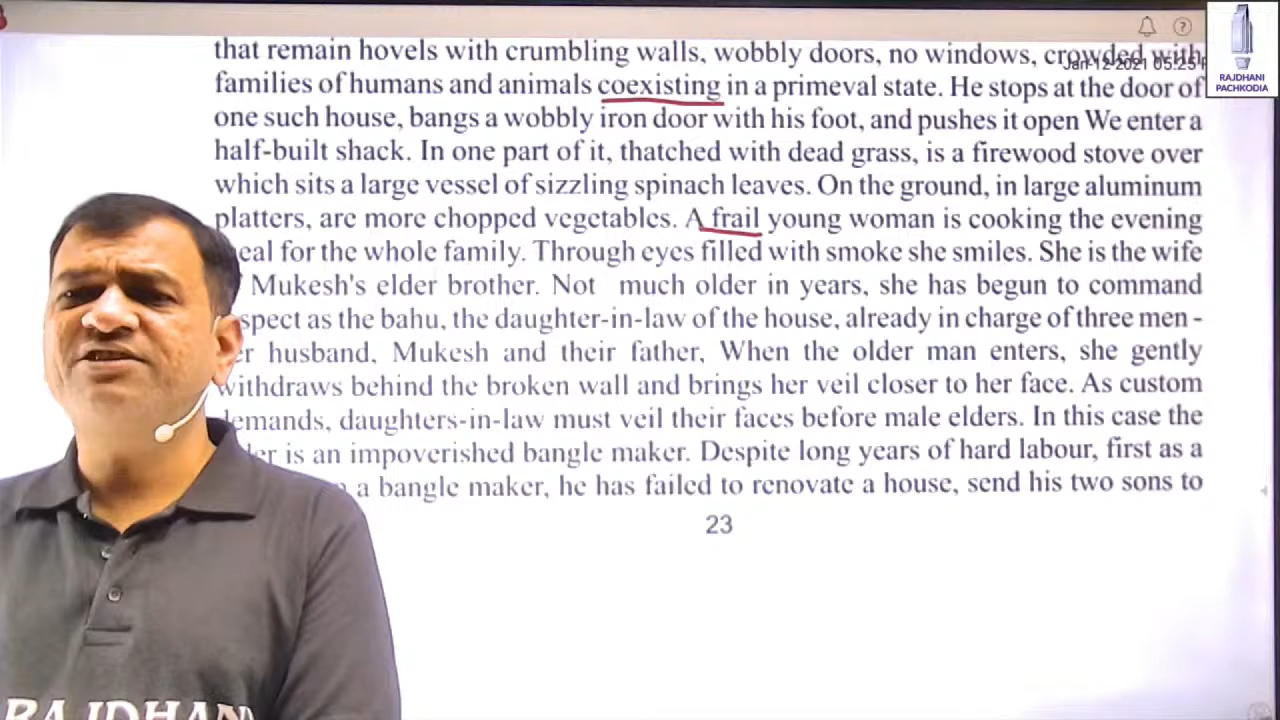 that remain hovels with crumbling walls, wobbly doors, no windows, crowded with
Jan-12-2021 05:25
families of humans and animals coexisting in a primeval state. He stops at the door of
one such house, bangs a wobbly iron door with his foot, and pushes it open We enter a
half-built shack. In one part of it, thatched with dead grass, is a firewood stove over
which sits a large vessel of sizzling spinach leaves. On the ground, in large aluminum
platters, are more chopped vegetables. A frail young woman is cooking the evening
eal for the whole family. Through eyes filled with smoke she smiles. She is the wife
Mukesh's elder brother. Not much older in years, she has begun to command
spect as the bahu, the daughter-in-law of the house, already in charge of three men -
er husband, Mukesh and their father, When the older man enters, she gently
withdraws behind the broken wall and brings her veil closer to her face. As custom
demands, daughters-in-law must veil their faces before male elders. In this case the
er is an impoverished bangle maker. Despite long years of hard labour, first as a
a bangle maker, he has failed to renovate a house, send his two sons to
23
RAJDHANI
PACHKODIA
RAJDHANI